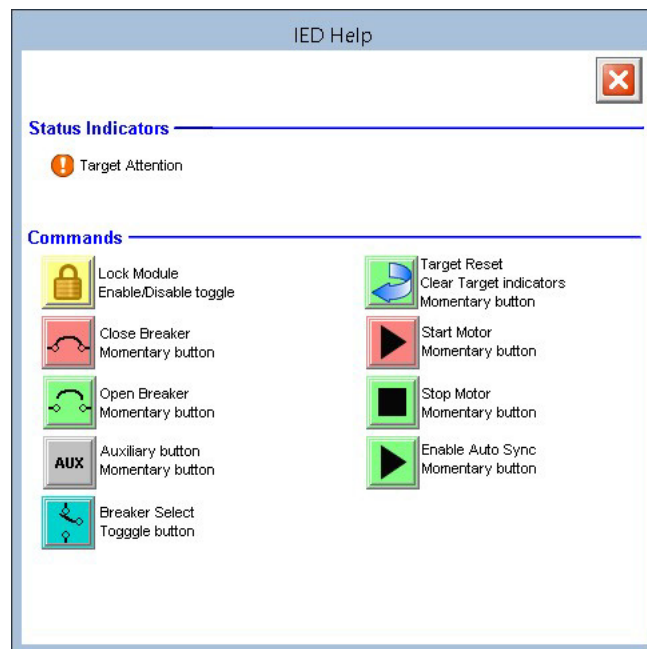 IED Help
Status Indicators
Target Attention
Commands
Lock Module
Enable/Disable toggle
Target Reset
Clear Target indicators
Momentary button
Close Breaker
Momentary button
Start Motor
Momentary button
Open Breaker
Momentary button
Stop Motor
Momentary button
AUX
Auxiliary button
Momentary button
Enable Auto Sync
Momentary button
Breaker Select
Togggle button